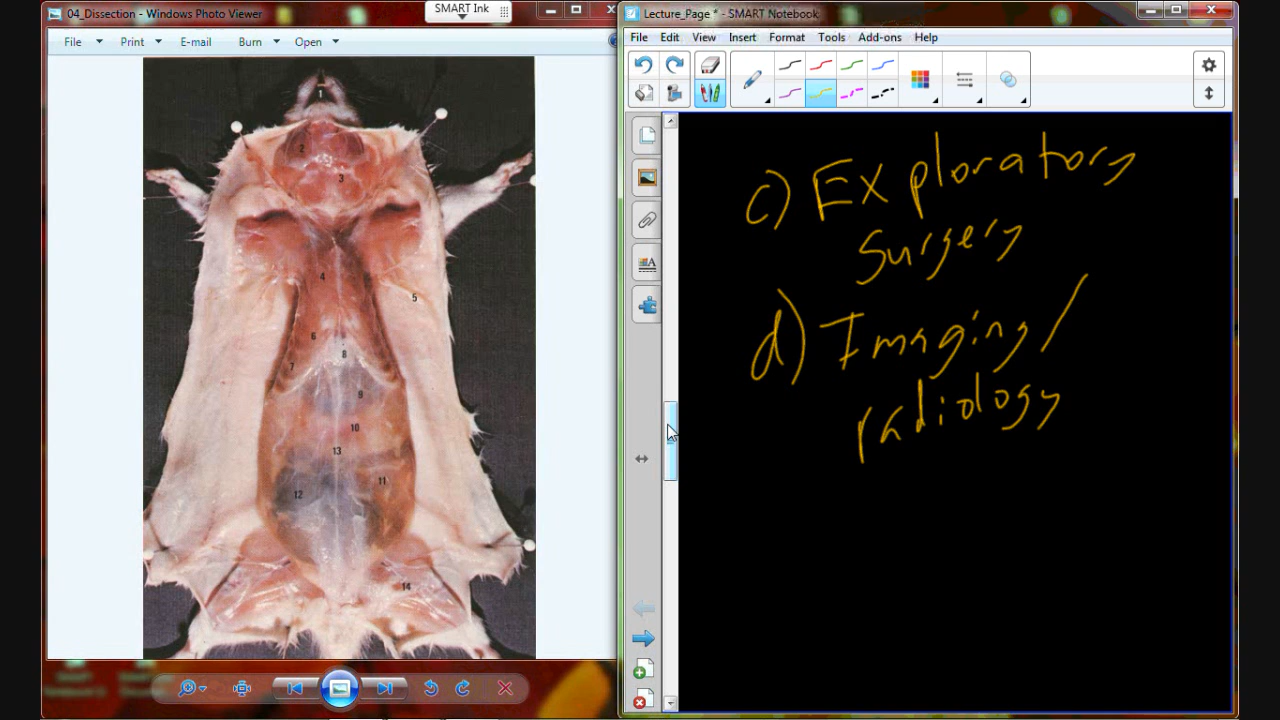 04_Dissection - Windows Photo Viewer
SMART Ink
File Print E-mail Burn Open
1
2
3
4
5
6
7
8
9
10
13
11
12
14
Lecture_Page * - SMART Notebook
File Edit View Insert Format Tools Add-ons Help
c) Exploratory
surgery
d) Imaging/
radiology